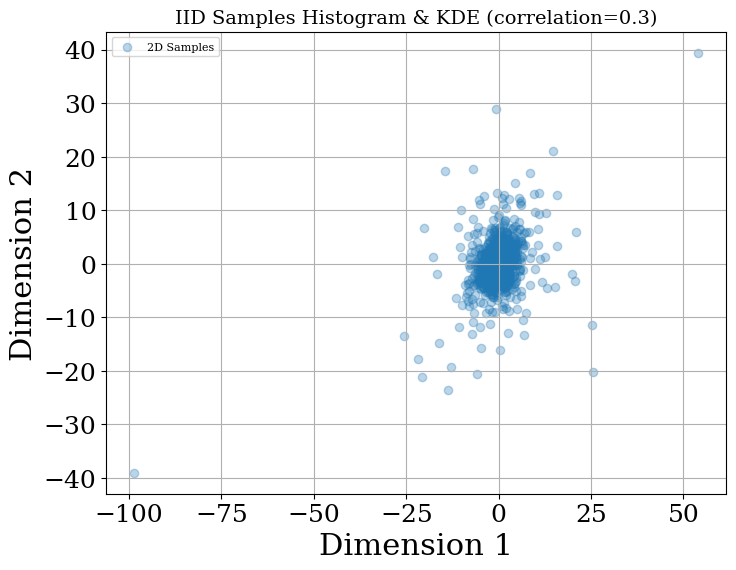 IID Samples Histogram & KDE (correlation=0.3)
2D Samples
40
30
20
10
0
−10
−20
−30
−40
Dimension 2
−100 −75 −50 −25 0 25 50
Dimension 1